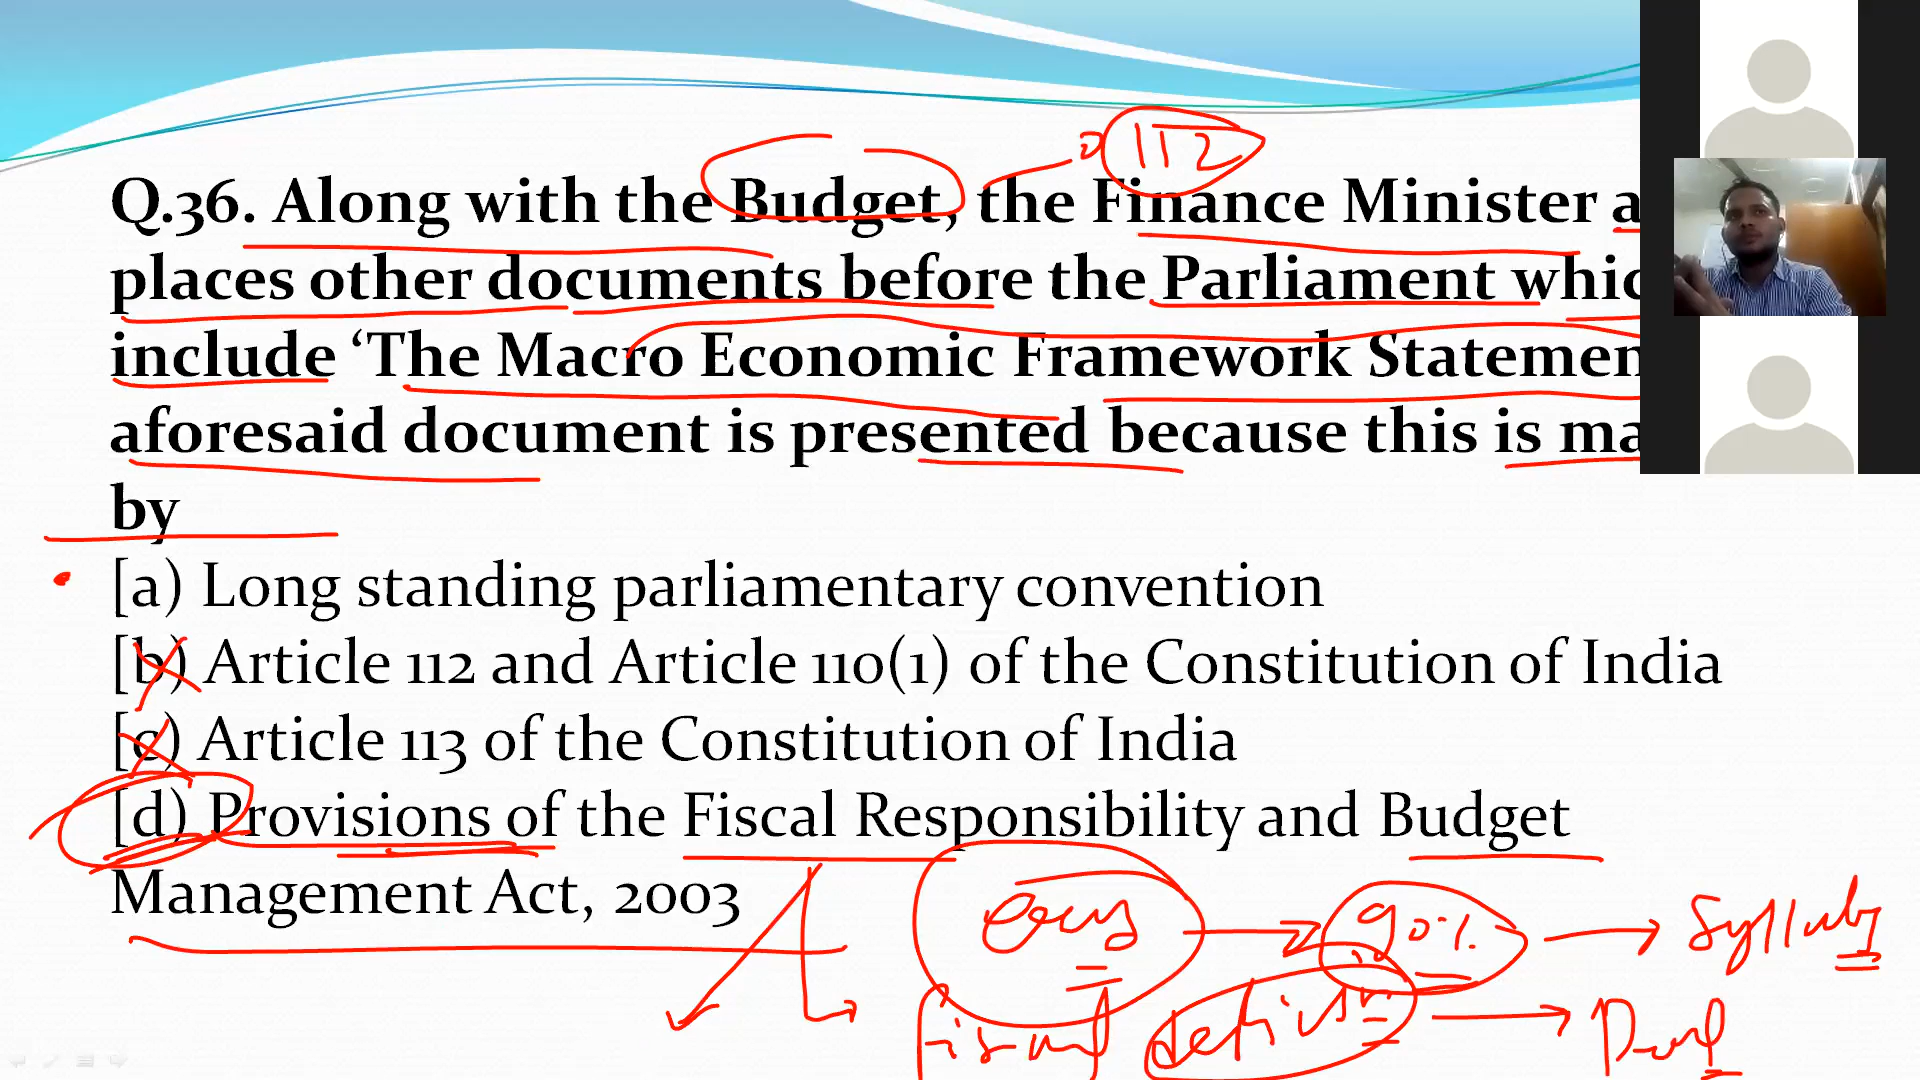 112
Q.36. Along with the Budget, the Finance Minister a
places other documents before the Parliament whic
include ‘The Macro Economic Framework Statemen
aforesaid document is presented because this is ma
by
[a) Long standing parliamentary convention
[b) Article 112 and Article 110(1) of the Constitution of India
[c) Article 113 of the Constitution of India
[d) Provisions of the Fiscal Responsibility and Budget
Management Act, 2003
90%